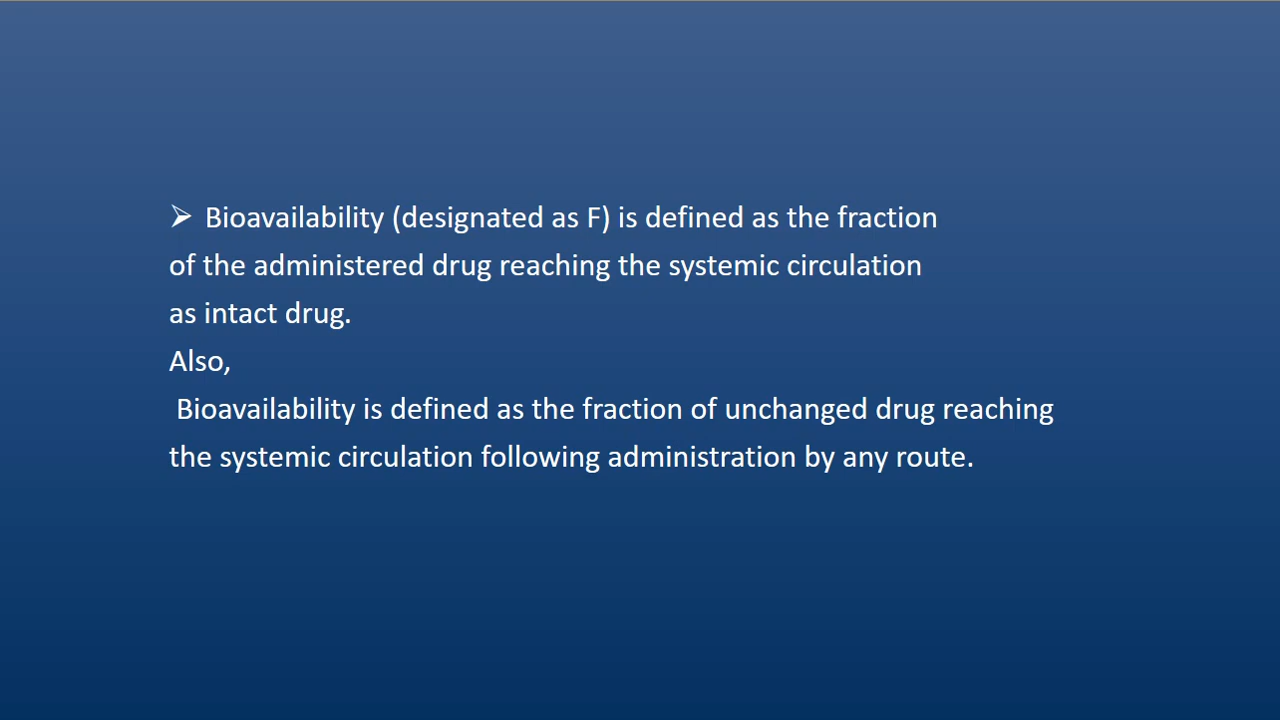 ➢ Bioavailability (designated as F) is defined as the fraction
of the administered drug reaching the systemic circulation
as intact drug.
Also,
Bioavailability is defined as the fraction of unchanged drug reaching
the systemic circulation following administration by any route.